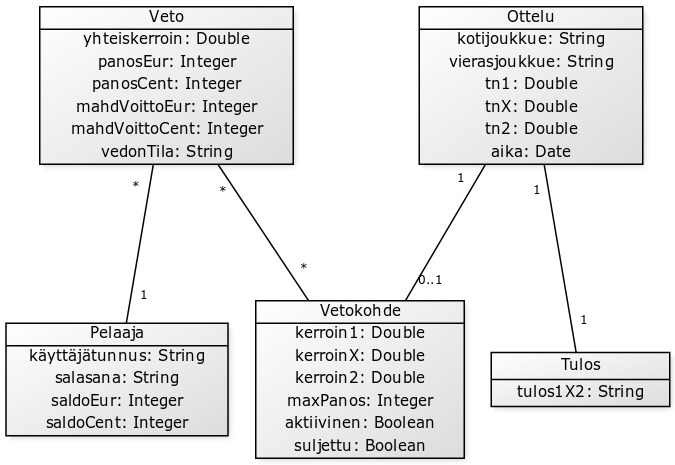 Veto
yhteiskerroin: Double
panosEur: Integer
panosCent: Integer
mahdVoittoEur: Integer
mahdVoittoCent: Integer
vedonTila: String
Ottelu
kotijoukkue: String
vierasjoukkue: String
tn1: Double
tnX: Double
tn2: Double
aika: Date
*
*
1
1
*
0..1
1
1
Pelaaja
käyttäjätunnus: String
salasana: String
saldoEur: Integer
saldoCent: Integer
Vetokohde
kerroin1: Double
kerroinX: Double
kerroin2: Double
maxPanos: Integer
aktiivinen: Boolean
suljettu: Boolean
Tulos
tulos1X2: String